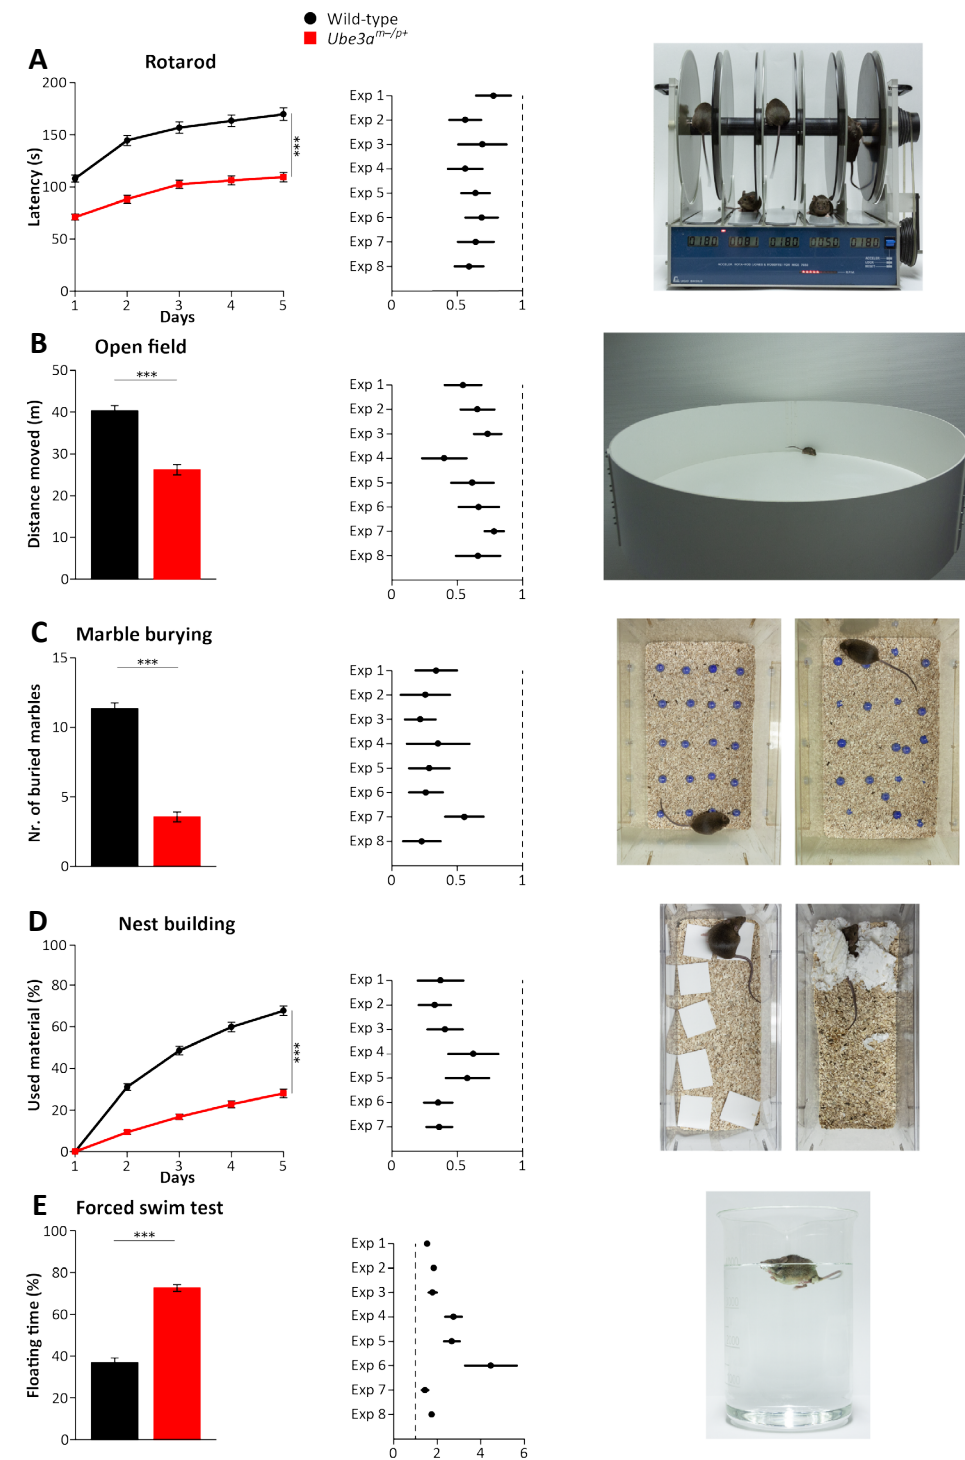 Wild-type
Ube3a^m–/p+
A
Rotarod
200
150
100
50
0
Latency (s)
1 2 3 4 5
Days
***
Exp 1
Exp 2
Exp 3
Exp 4
Exp 5
Exp 6
Exp 7
Exp 8
0 0.5 1
0180 0081 0180 0050 0180
B
Open field
50
40
30
20
10
0
Distance moved (m)
***
Exp 1
Exp 2
Exp 3
Exp 4
Exp 5
Exp 6
Exp 7
Exp 8
0 0.5 1
C
Marble burying
15
10
5
0
Nr. of buried marbles
***
Exp 1
Exp 2
Exp 3
Exp 4
Exp 5
Exp 6
Exp 7
Exp 8
0 0.5 1
D
Nest building
100
80
60
40
20
0
Used material (%)
1 2 3 4 5
Days
***
Exp 1
Exp 2
Exp 3
Exp 4
Exp 5
Exp 6
Exp 7
0 0.5 1
E
Forced swim test
100
80
60
40
20
0
Floating time (%)
***
Exp 1
Exp 2
Exp 3
Exp 4
Exp 5
Exp 6
Exp 7
Exp 8
0 2 4 6